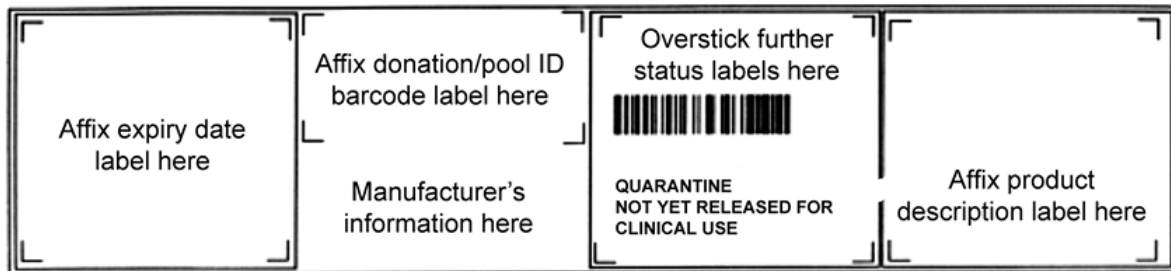 Affix expiry date
label here
Affix donation/pool ID
barcode label here
Manufacturer’s
information here
Overstick further
status labels here
QUARANTINE
NOT YET RELEASED FOR
CLINICAL USE
Affix product
description label here